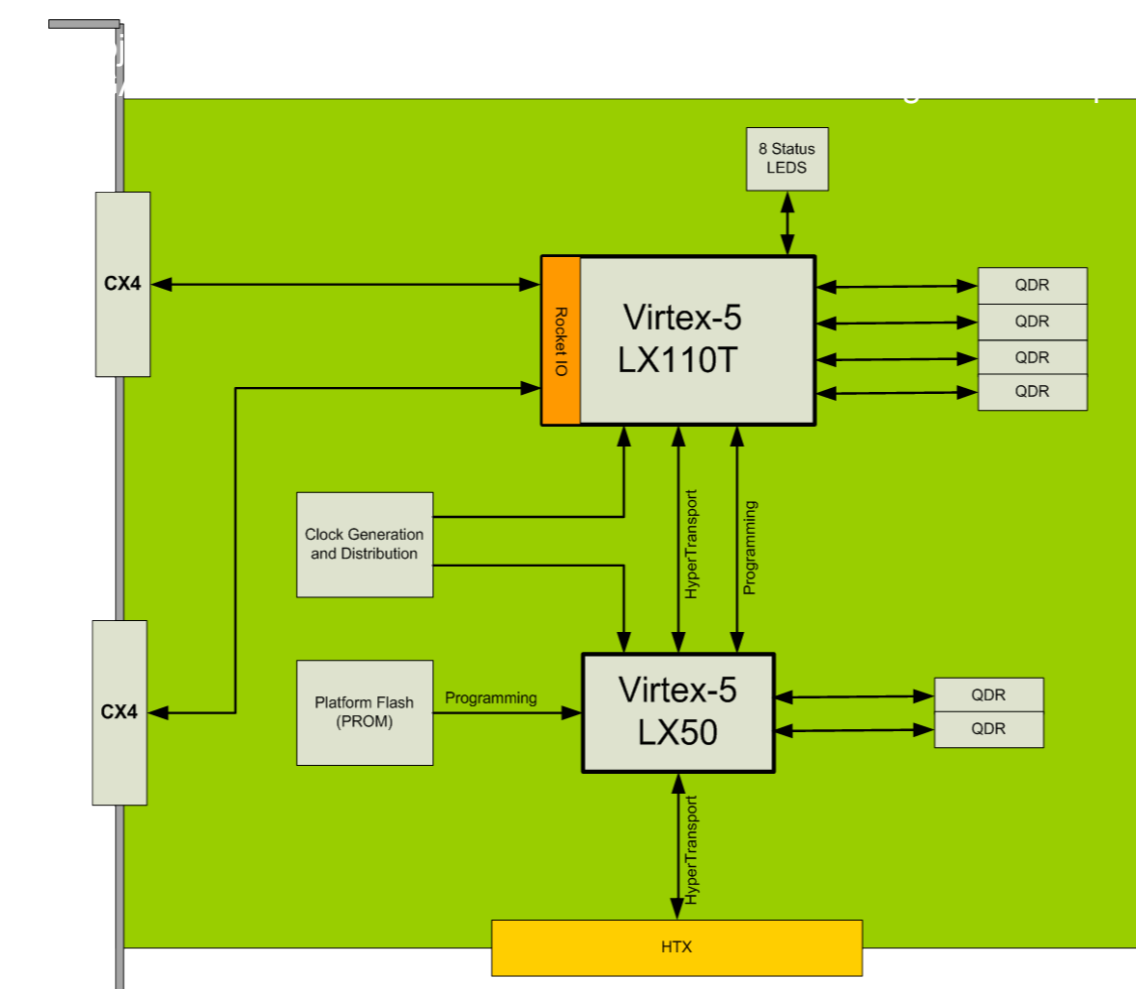 8 Status
LEDS
CX4
Rocket IO
Virtex-5
LX110T
QDR
QDR
QDR
QDR
Clock Generation
and Distribution
HyperTransport
Programming
CX4
Platform Flash
(PROM)
Programming
Virtex-5
LX50
QDR
QDR
HyperTransport
HTX